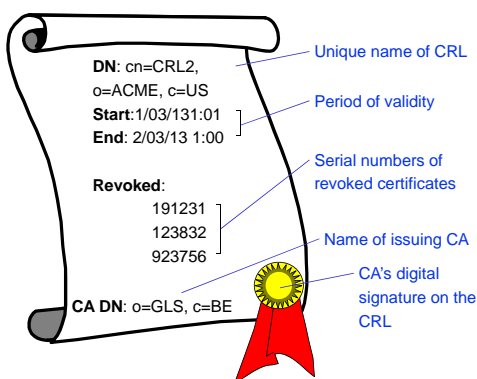 DN: cn=CRL2,
o=ACME, c=US
Start:1/03/131:01
End: 2/03/13 1:00
Revoked:
191231
123832
923756
CA DN: o=GLS, c=BE
Unique name of CRL
Period of validity
Serial numbers of
revoked certificates
Name of issuing CA
CA's digital
signature on the
CRL